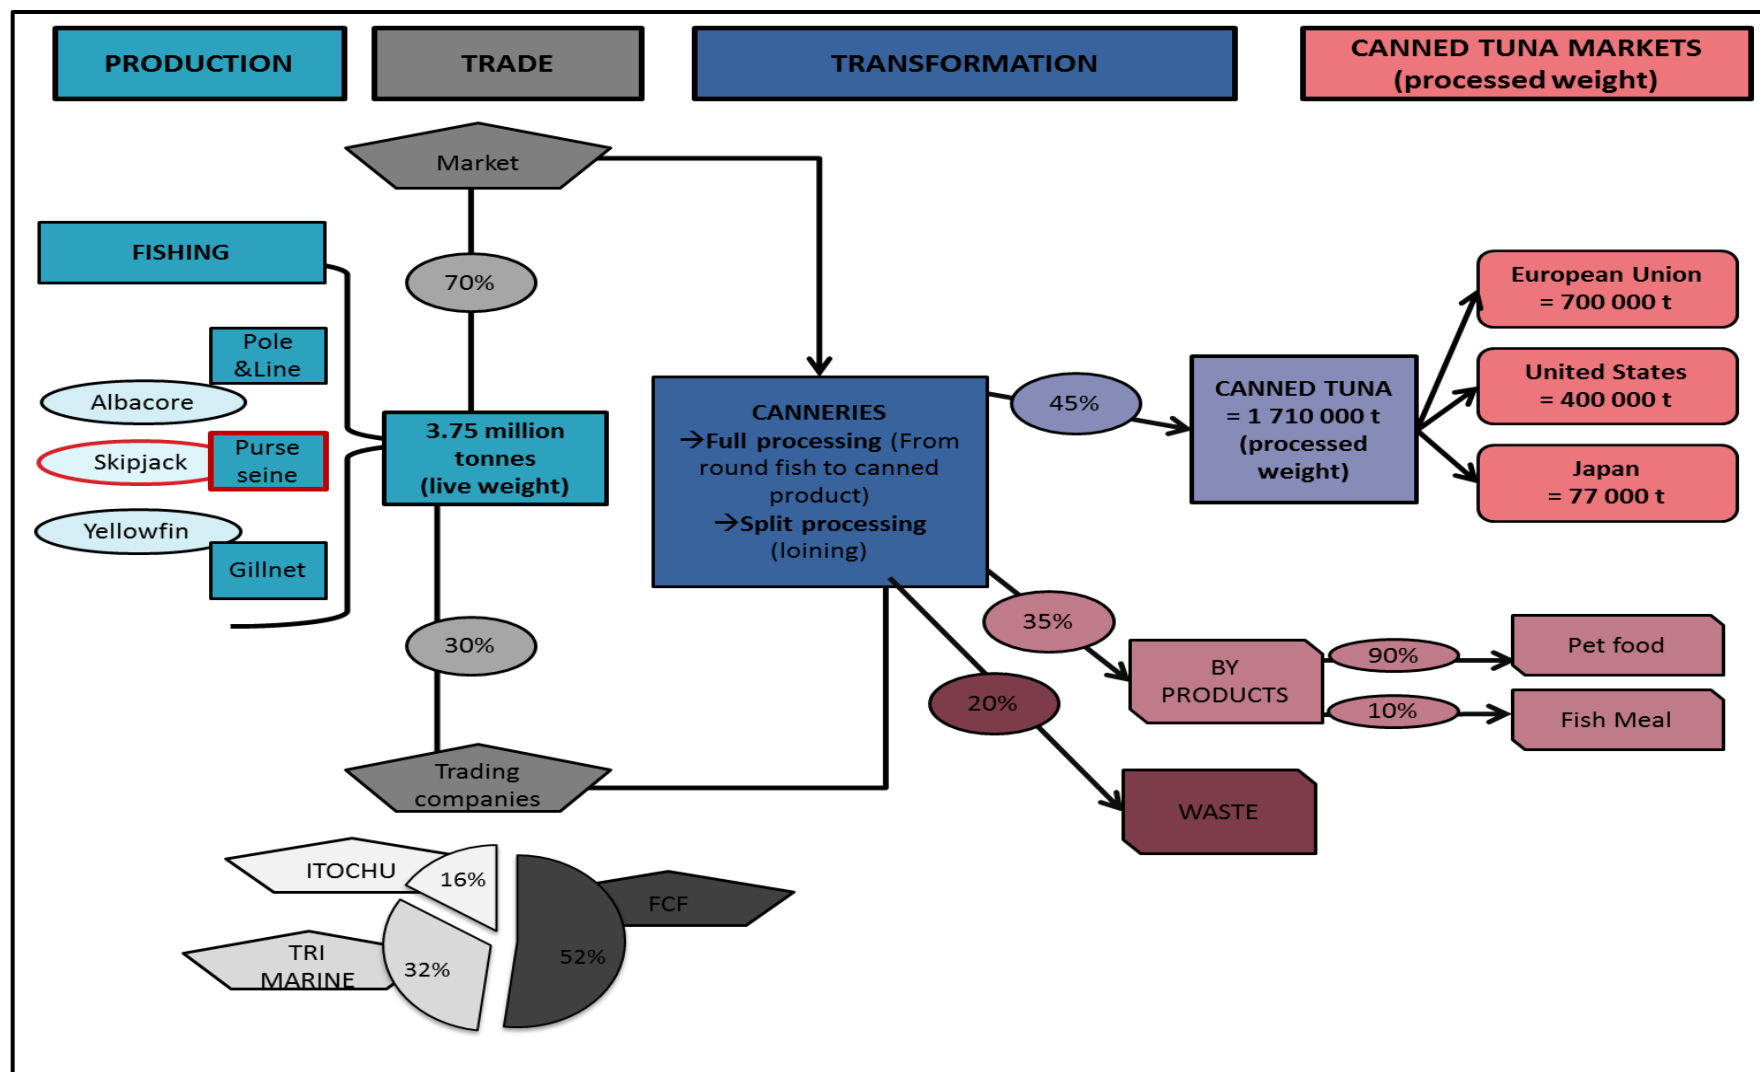 PRODUCTION
TRADE
TRANSFORMATION
CANNED TUNA MARKETS
(processed weight)
Market
FISHING
70%
European Union
= 700 000 t
Pole
&Line
Albacore
Skipjack
Purse
seine
Yellowfin
Gillnet
3.75 million
tonnes
(live weight)
CANNERIES
→Full processing (From
round fish to canned
product)
→Split processing
(loining)
45%
CANNED TUNA
= 1 710 000 t
(processed
weight)
United States
= 400 000 t
Japan
= 77 000 t
30%
35%
20%
BY
PRODUCTS
90%
Pet food
10%
Fish Meal
Trading
companies
WASTE
ITOCHU
16%
FCF
TRI
MARINE
32%
52%